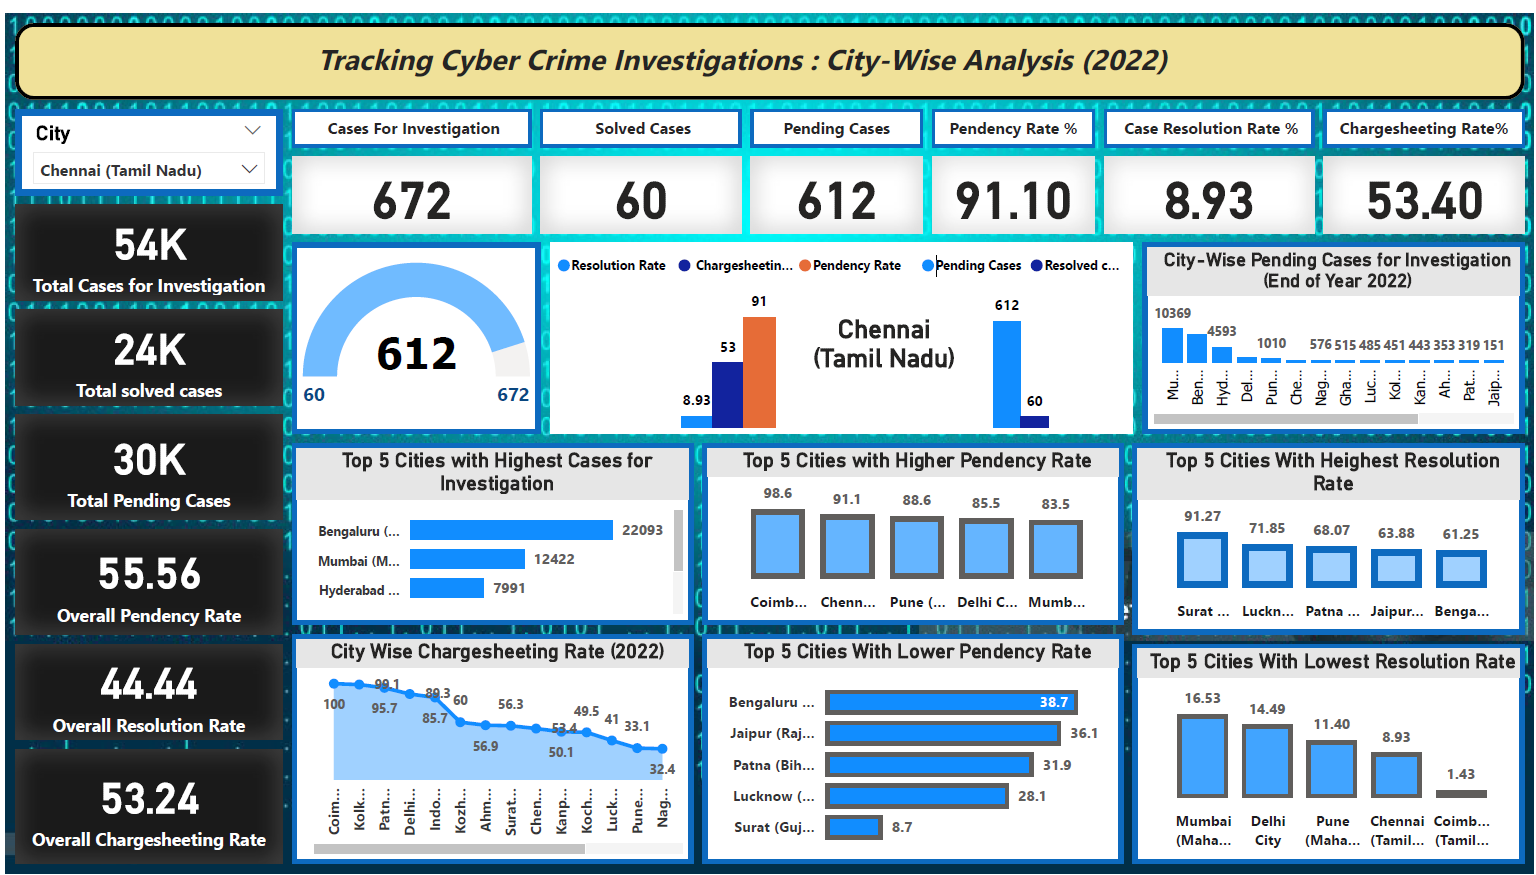 Tracking Cyber Crime Investigations : City-Wise Analysis (2022)
City
Chennai (Tamil Nadu)
Cases For Investigation
672
Solved Cases
60
Pending Cases
612
Pendency Rate %
91.10
Case Resolution Rate %
8.93
Chargesheeting Rate%
53.40
54K
Total Cases for Investigation
24K
Total solved cases
30K
Total Pending Cases
55.56
Overall Pendency Rate
44.44
Overall Resolution Rate
53.24
Overall Chargesheeting Rate
612
60
672
Resolution Rate
Chargesheetin...
Pendency Rate
Pending Cases
Resolved c...
8.93
53
91
Chennai
(Tamil Nadu)
612
60
City-Wise Pending Cases for Investigation
(End of Year 2022)
10369
4593
1010
576
515
485
451
443
353
319
151
Mu...
Ben...
Hyd...
Del...
Pun...
Che...
Nag...
Gha...
Luc...
Kol...
Kan...
Ah...
Pat...
Jaip...
Top 5 Cities with Highest Cases for
Investigation
Bengaluru (... 22093
Mumbai (M... 12422
Hyderabad ... 7991
Top 5 Cities with Higher Pendency Rate
98.6
91.1
88.6
85.5
83.5
Coimb...
Chenn...
Pune (...
Delhi C...
Mumb...
Top 5 Cities With Heighest Resolution
Rate
91.27
71.85
68.07
63.88
61.25
Surat ...
Luckn...
Patna ...
Jaipur...
Benga...
City Wise Chargesheeting Rate (2022)
100
99.1
95.7
89.3
85.7
60
56.9
56.3
53.4
50.1
49.5
41
33.1
32.4
Coim...
Kolk...
Patn...
Delhi...
Indo...
Kozh...
Ahm...
Surat...
Chen...
Kanp...
Koch...
Luck...
Pune...
Nag...
Top 5 Cities With Lower Pendency Rate
Bengaluru ... 38.7
Jaipur (Raj... 36.1
Patna (Bih... 31.9
Lucknow (... 28.1
Surat (Guj... 8.7
Top 5 Cities With Lowest Resolution Rate
16.53
14.49
11.40
8.93
1.43
Mumbai
(Maha...
Delhi
City
Pune
(Maha...
Chennai
(Tamil...
Coimb...
(Tamil...